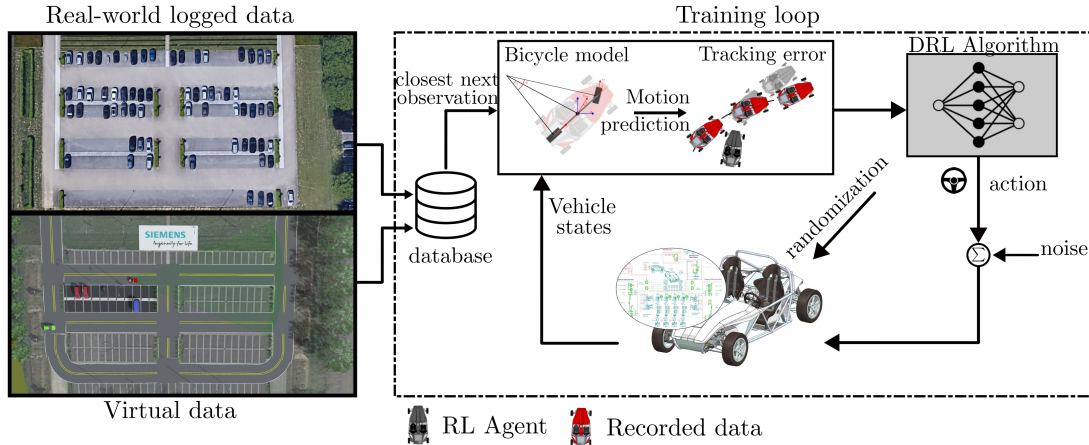 Real-world logged data
Training loop
Bicycle model
Tracking error
DRL Algorithm
closest next
observation
Motion
prediction
SIEMENS
Ingenuity for life
database
Vehicle
states
randomization
action
Σ
noise
Virtual data
RL Agent
Recorded data